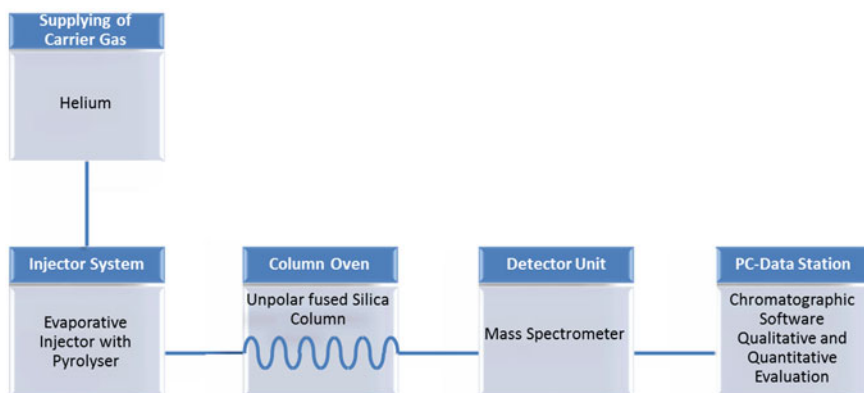 Supplying of
Carrier Gas
Helium
Injector System
Evaporative
Injector with
Pyrolyser
Column Oven
Unpolar fused Silica
Column
Detector Unit
Mass Spectrometer
PC-Data Station
Chromatographic
Software
Qualitative and
Quantitative
Evaluation